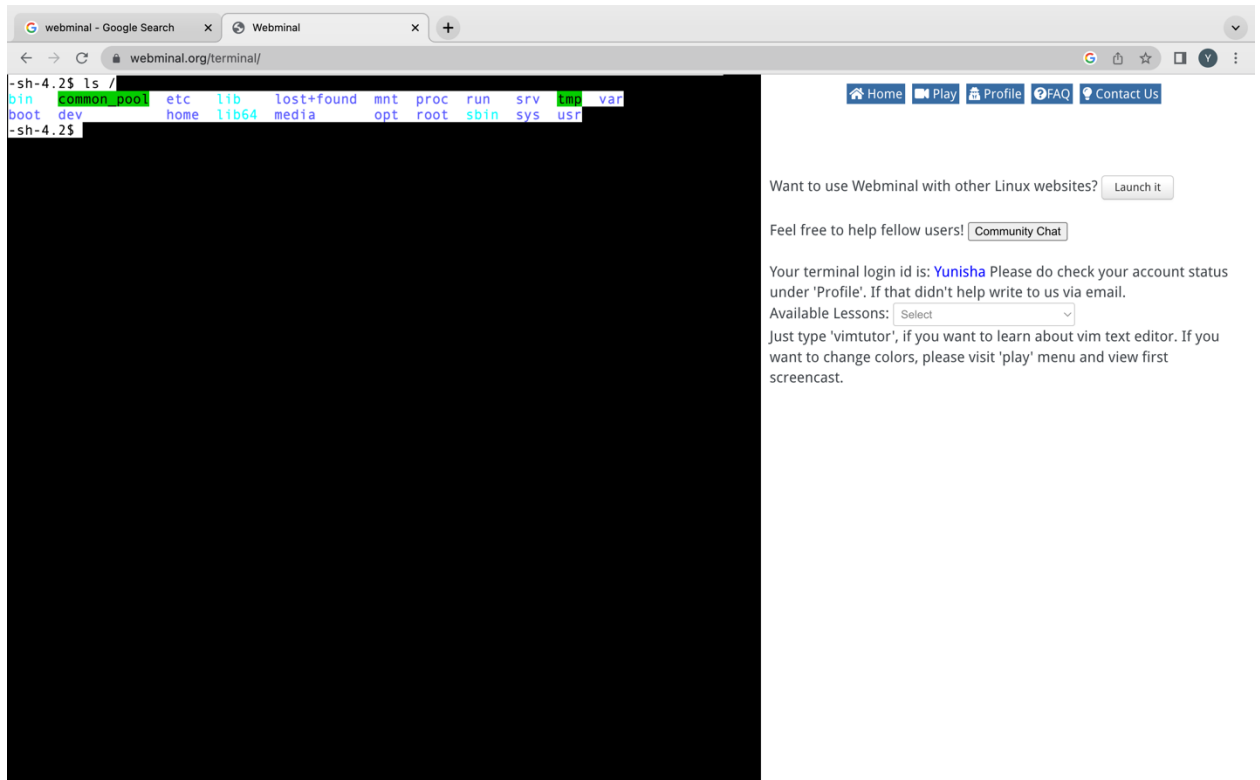 webminal - Google Search
Webminal
webminal.org/terminal/
Y
-sh-4.2$ ls /
bin common_pool etc lib lost+found mnt proc run srv tmp var
boot dev home lib64 media opt root sbin sys usr
-sh-4.2$
Home Play Profile FAQ Contact Us
Want to use Webminal with other Linux websites? Launch it
Feel free to help fellow users! Community Chat
Your terminal login id is: Yunisha Please do check your account status
under 'Profile'. If that didn't help write to us via email.
Available Lessons: Select
Just type 'vimtutor', if you want to learn about vim text editor. If you
want to change colors, please visit 'play' menu and view first
screencast.